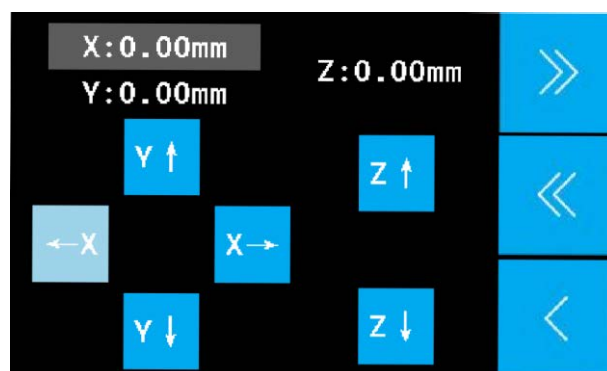 X:0.00mm
Y:0.00mm
Z:0.00mm
Y↑
Z↑
←X
X→
Y↓
Z↓